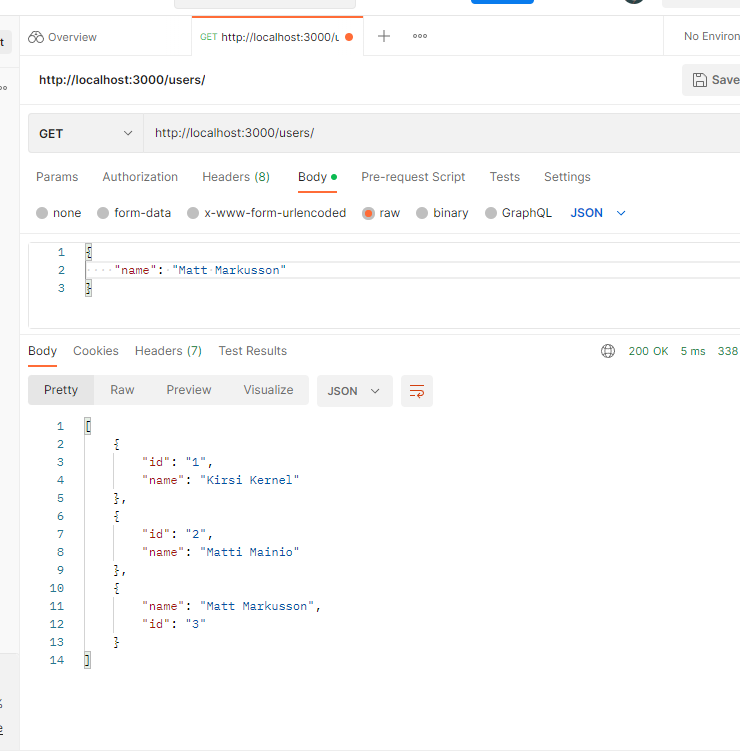 Overview
GET http://localhost:3000/u
No Environ
http://localhost:3000/users/
Save
GET http://localhost:3000/users/
Params Authorization Headers (8) Body Pre-request Script Tests Settings
none form-data x-www-form-urlencoded raw binary GraphQL JSON
1 {
2 ····"name":·"Matt·Markusson"
3 }
Body Cookies Headers (7) Test Results 200 OK 5 ms 338
Pretty Raw Preview Visualize JSON
1 [
2 {
3 "id": "1",
4 "name": "Kirsi Kernel"
5 },
6 {
7 "id": "2",
8 "name": "Matti Mainio"
9 },
10 {
11 "name": "Matt Markusson",
12 "id": "3"
13 }
14 ]